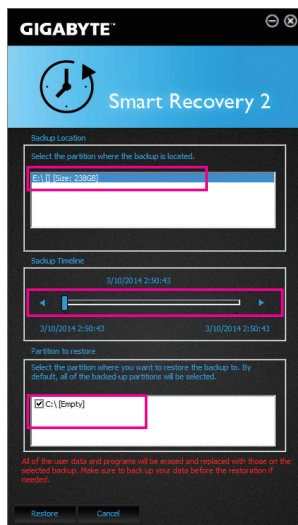 GIGABYTE™
Smart Recovery 2
Backup Location
Select the partition where the backup is located.
E:\ [] [Size: 238GB]
Backup Timeline
3/10/2014 2:50:43
3/10/2014 2:50:43 3/10/2014 2:50:43
Partition to restore
Select the partition where you want to restore the backup to. By
default, all of the backed-up partitions will be selected.
C:\ [Empty]
All of the user data and programs will be erased and replaced with those on the
selected backup. Make sure to back up your data before the restoration if
needed.
Restore Cancel